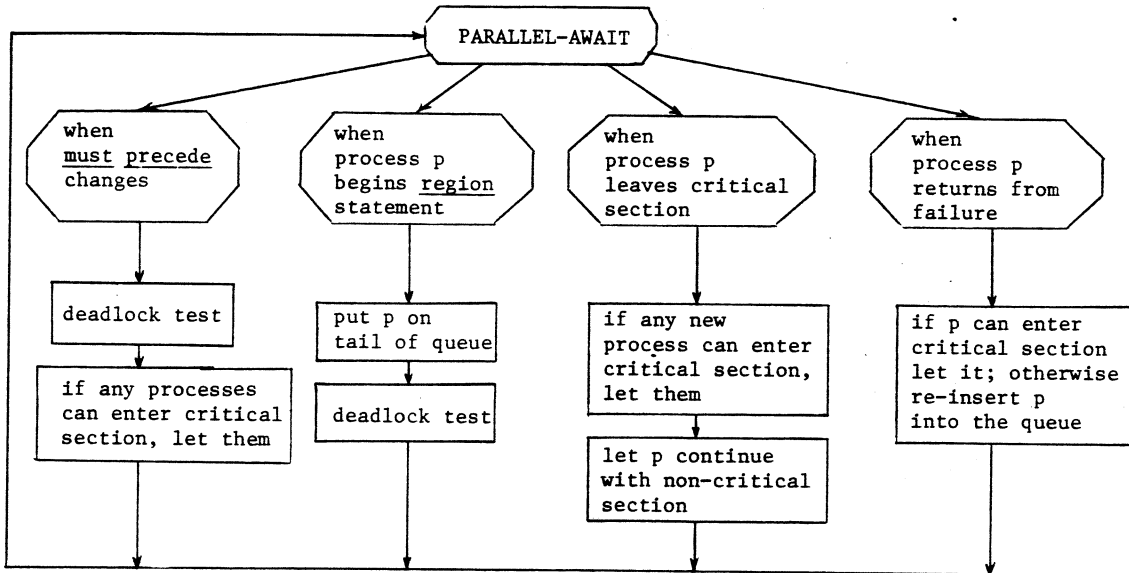 PARALLEL-AWAIT
when
must precede
changes
when
process p
begins region
statement
when
process p
leaves critical
section
when
process p
returns from
failure
deadlock test
if any processes
can enter critical
section, let them
put p on
tail of queue
deadlock test
if any new
process can enter
critical section,
let them
let p continue
with non-critical
section
if p can enter
critical section
let it; otherwise
re-insert p
into the queue